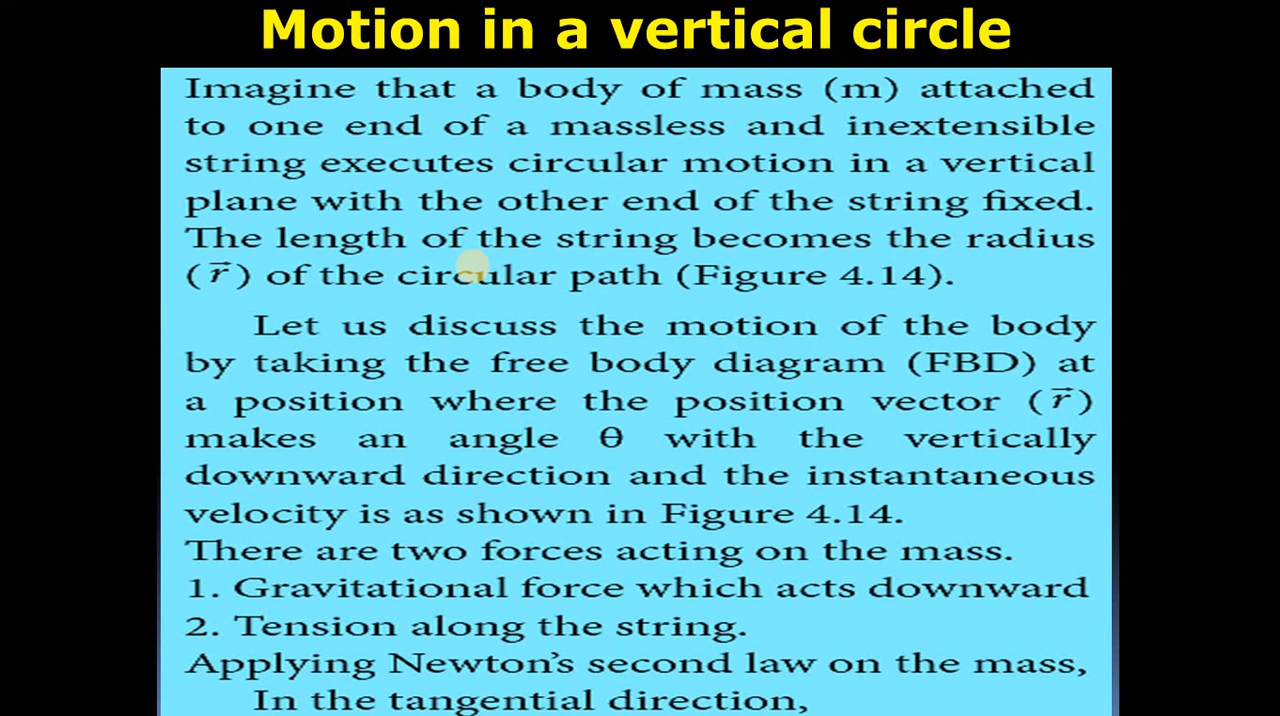 Motion in a vertical circle
Imagine that a body of mass (m) attached
to one end of a massless and inextensible
string executes circular motion in a vertical
plane with the other end of the string fixed.
The length of the string becomes the radius
(r⃗) of the circular path (Figure 4.14).
Let us discuss the motion of the body
by taking the free body diagram (FBD) at
a position where the position vector (r⃗)
makes an angle θ with the vertically
downward direction and the instantaneous
velocity is as shown in Figure 4.14.
There are two forces acting on the mass.
1. Gravitational force which acts downward
2. Tension along the string.
Applying Newton’s second law on the mass,
In the tangential direction,